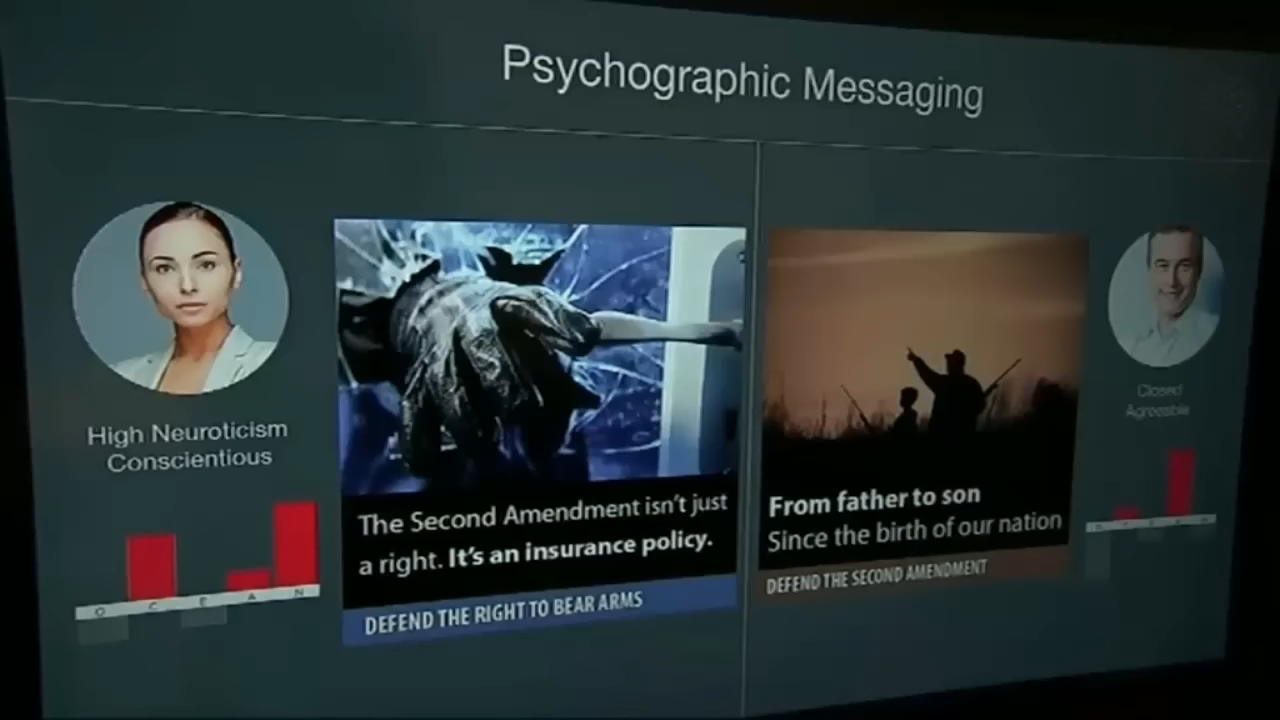 Psychographic Messaging
High Neuroticism
Conscientious
O C E A N
The Second Amendment isn't just
a right. It's an insurance policy.
DEFEND THE RIGHT TO BEAR ARMS
From father to son
Since the birth of our nation
DEFEND THE SECOND AMENDMENT
Closed
Agreeable